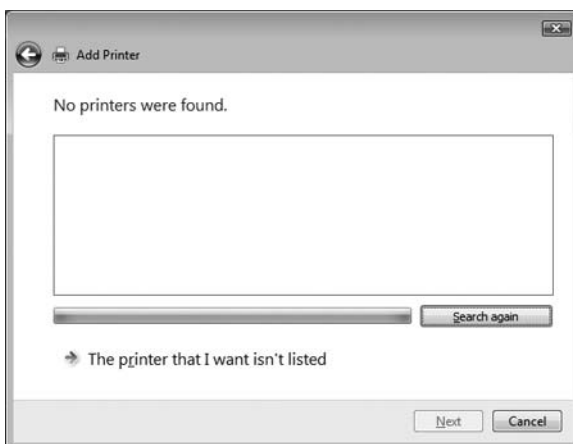 Add Printer
No printers were found.
Search again
The printer that I want isn't listed
Next
Cancel